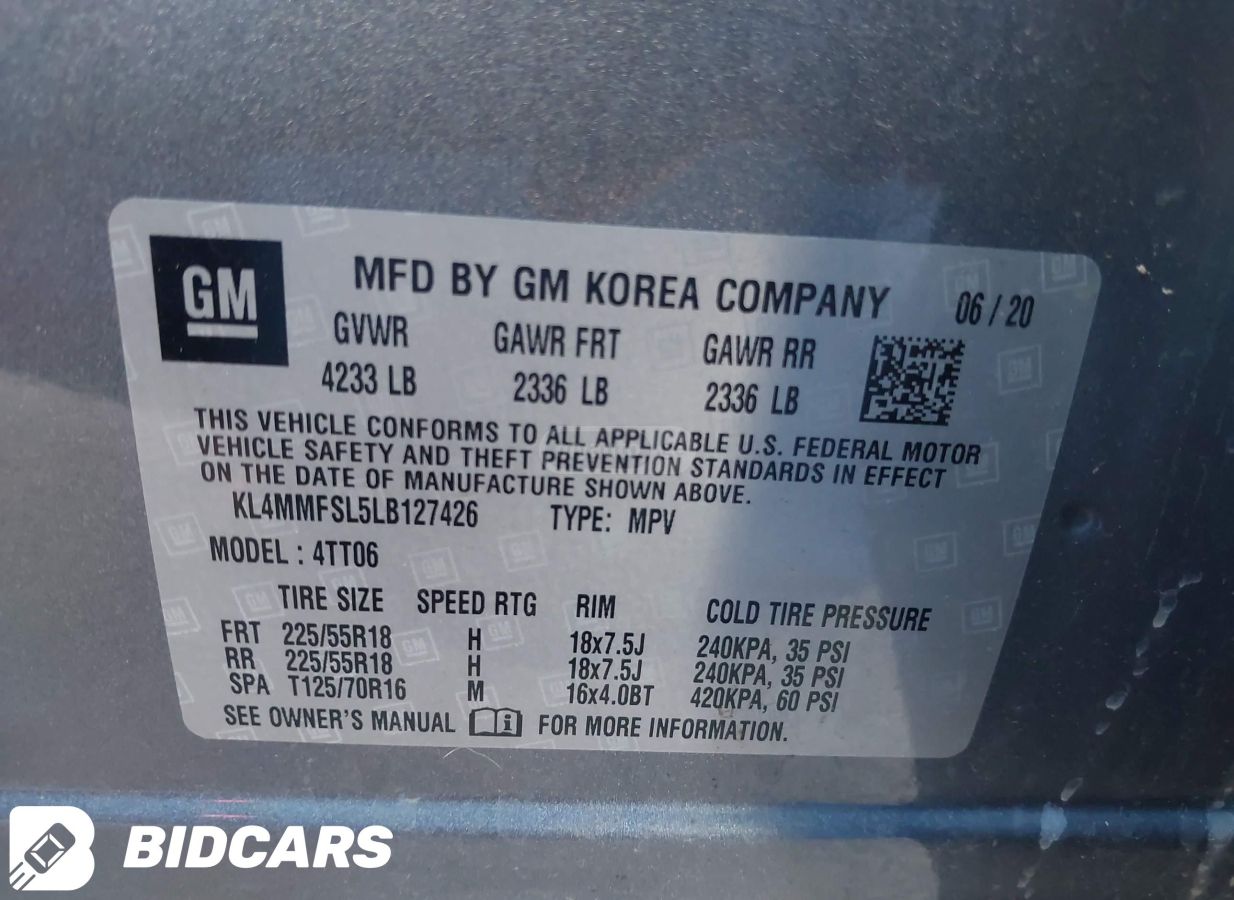 GM
MFD BY GM KOREA COMPANY 06 / 20
GVWR GAWR FRT GAWR RR
4233 LB 2336 LB 2336 LB
THIS VEHICLE CONFORMS TO ALL APPLICABLE U.S. FEDERAL MOTOR
VEHICLE SAFETY AND THEFT PREVENTION STANDARDS IN EFFECT
ON THE DATE OF MANUFACTURE SHOWN ABOVE.
KL4MMFSL5LB127426 TYPE: MPV
MODEL : 4TT06
TIRE SIZE SPEED RTG RIM COLD TIRE PRESSURE
FRT 225/55R18 H 18x7.5J 240KPA, 35 PSI
RR 225/55R18 H 18x7.5J 240KPA, 35 PSI
SPA T125/70R16 M 16x4.0BT 420KPA, 60 PSI
SEE OWNER'S MANUAL i FOR MORE INFORMATION.
BIDCARS